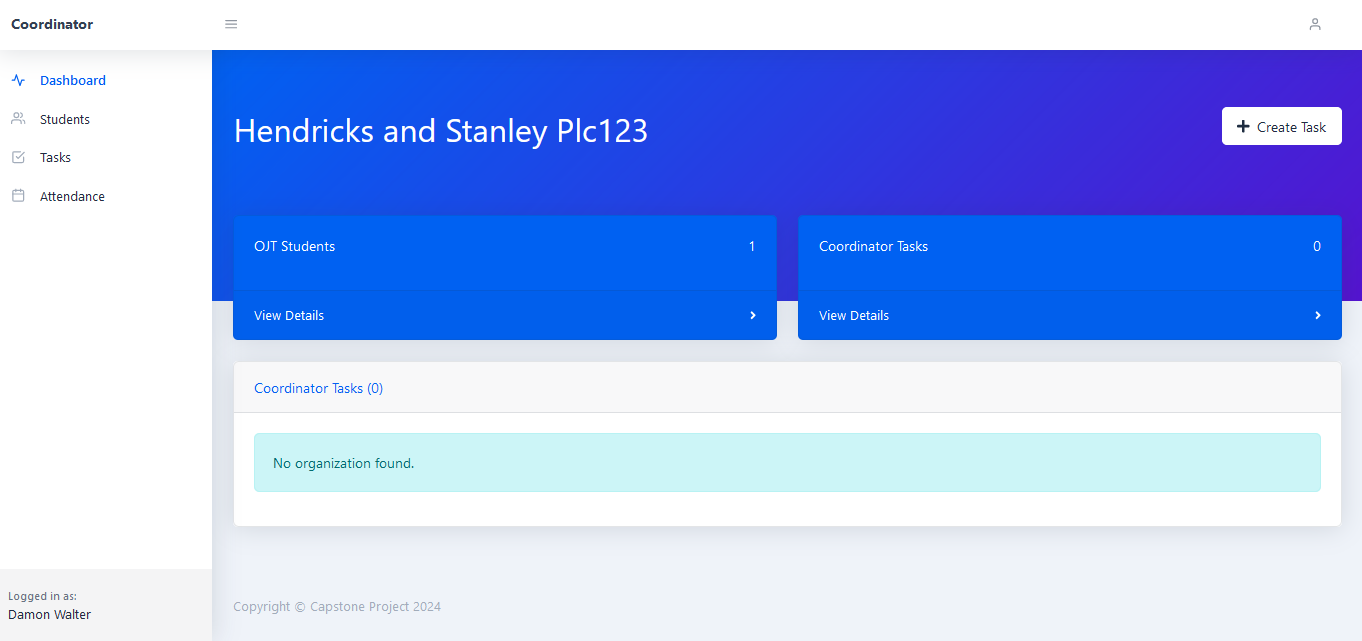 Coordinator
Dashboard
Students
Tasks
Attendance
Hendricks and Stanley Plc123
Create Task
OJT Students 1
View Details
Coordinator Tasks 0
View Details
Coordinator Tasks (0)
No organization found.
Logged in as:
Damon Walter
Copyright © Capstone Project 2024